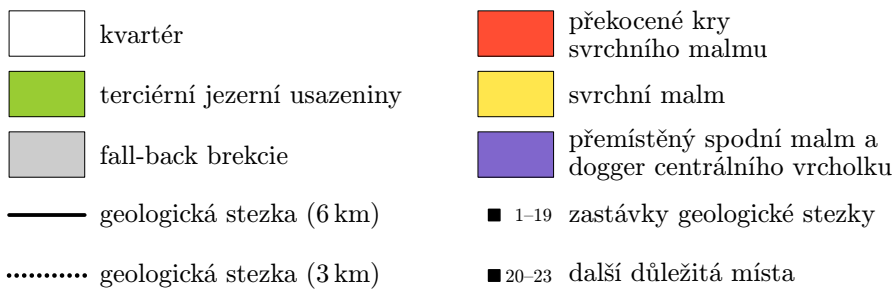 kvartér
terciérní jezerní usazeniny
fall-back brekcie
geologická stezka (6 km)
geologická stezka (3 km)
překocené kry
svrchního malmu
svrchní malm
přemístěný spodní malm a
dogger centrálního vrcholku
1–19 zastávky geologické stezky
20–23 další důležitá místa